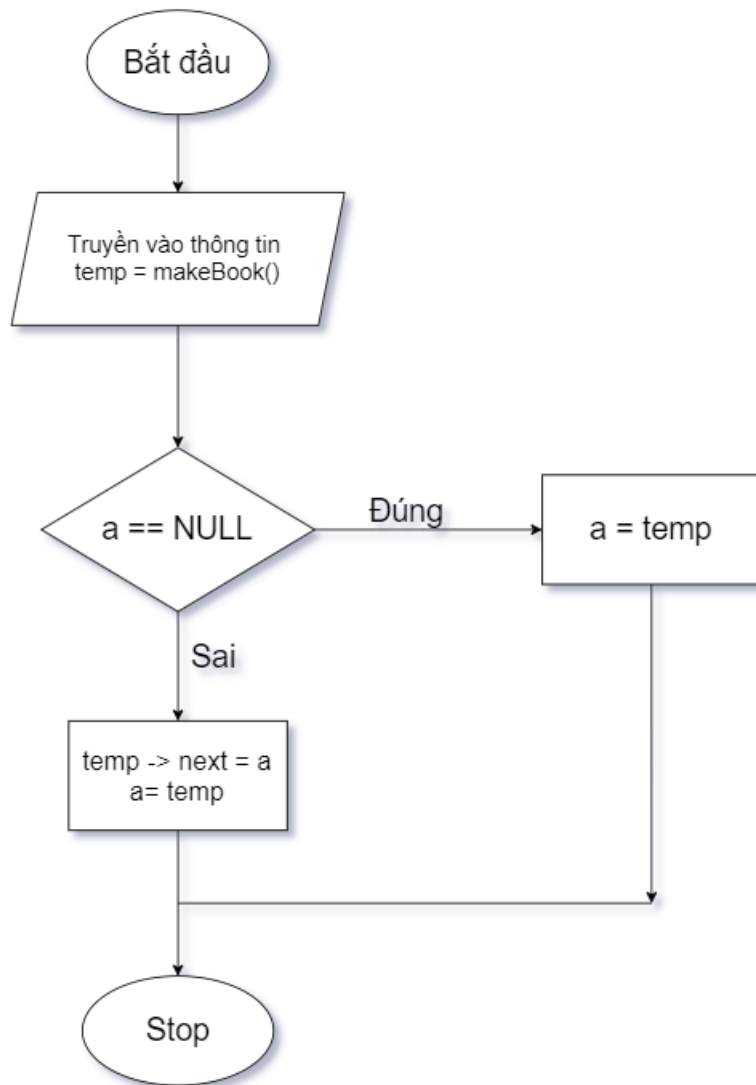 Bắt đầu
Truyền vào thông tin
temp = makeBook()
a == NULL
Đúng
a = temp
Sai
temp -> next = a
a= temp
Stop